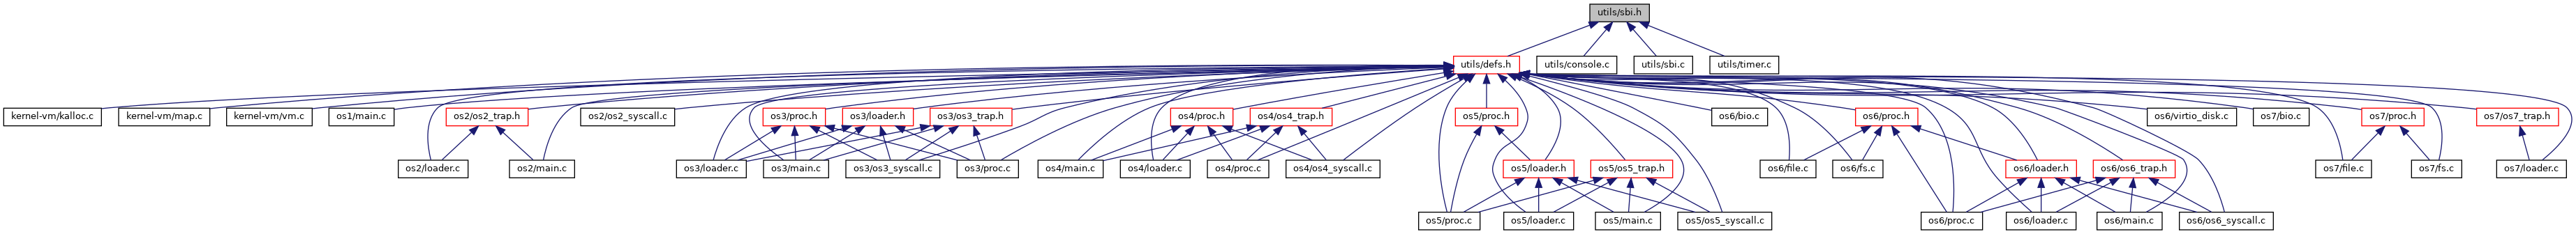 utils/sbi.h
utils/defs.h
utils/console.c
utils/sbi.c
utils/timer.c
kernel-vm/kalloc.c
kernel-vm/map.c
kernel-vm/vm.c
os1/main.c
os2/os2_trap.h
os2/os2_syscall.c
os3/proc.h
os3/loader.h
os3/os3_trap.h
os4/proc.h
os4/os4_trap.h
os5/proc.h
os6/bio.c
os6/proc.h
os6/virtio_disk.c
os7/bio.c
os7/proc.h
os7/os7_trap.h
os2/loader.c
os2/main.c
os3/loader.c
os3/main.c
os3/os3_syscall.c
os3/proc.c
os4/main.c
os4/loader.c
os4/proc.c
os4/os4_syscall.c
os5/loader.h
os5/os5_trap.h
os6/file.c
os6/fs.c
os6/loader.h
os6/os6_trap.h
os7/file.c
os7/fs.c
os7/loader.c
os5/proc.c
os5/loader.c
os5/main.c
os5/os5_syscall.c
os6/proc.c
os6/loader.c
os6/main.c
os6/os6_syscall.c